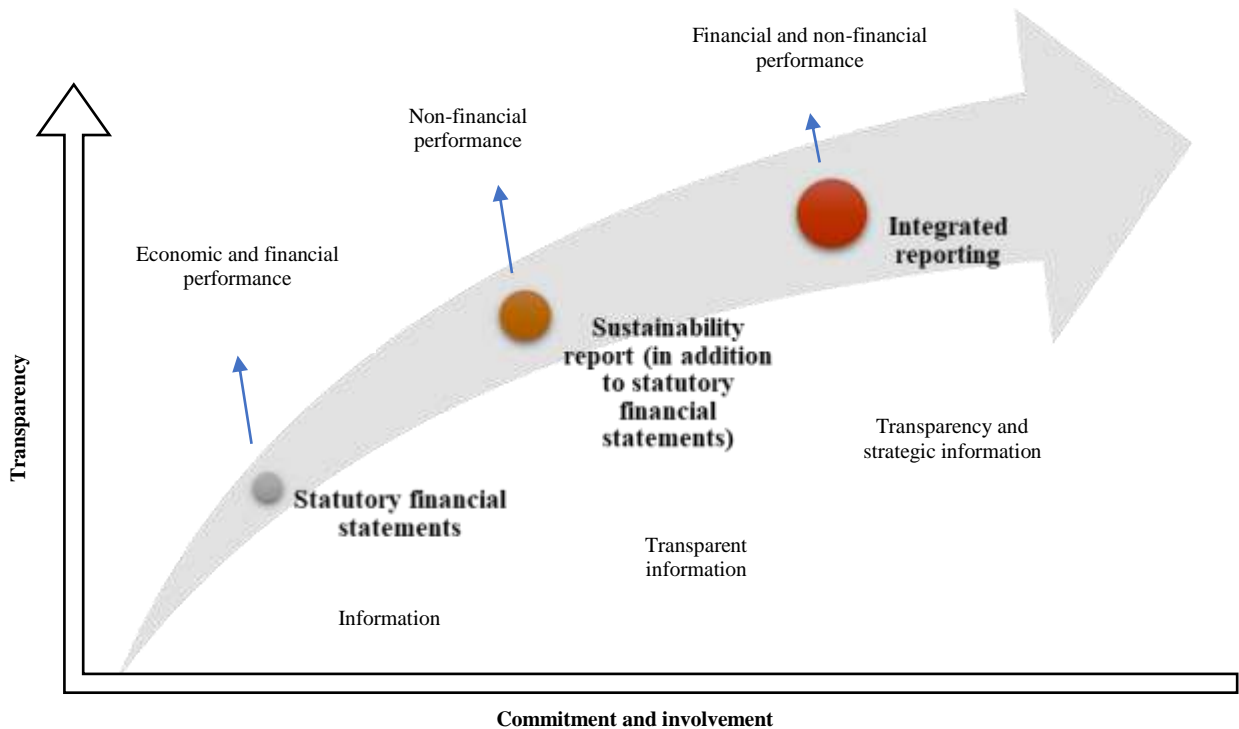 Financial and non-financial
performance
Non-financial
performance
Economic and financial
performance
Integrated
reporting
Sustainability
report (in addition
to statutory
financial
statements)
Transparency and
strategic information
Statutory financial
statements
Transparent
information
Information
Transparency
Commitment and involvement